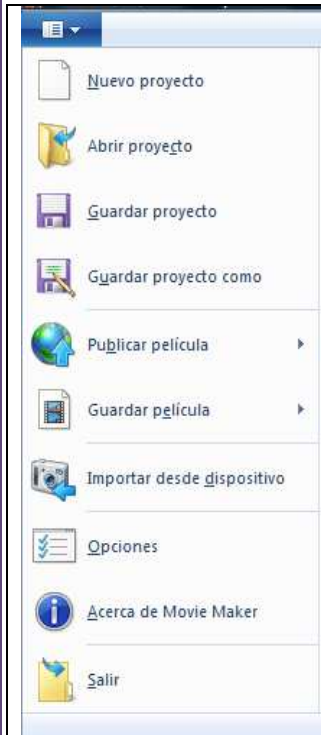 Nuevo proyecto
Abrir proyecto
Guardar proyecto
Guardar proyecto como
Publicar película
Guardar película
Importar desde dispositivo
Opciones
Acerca de Movie Maker
Salir